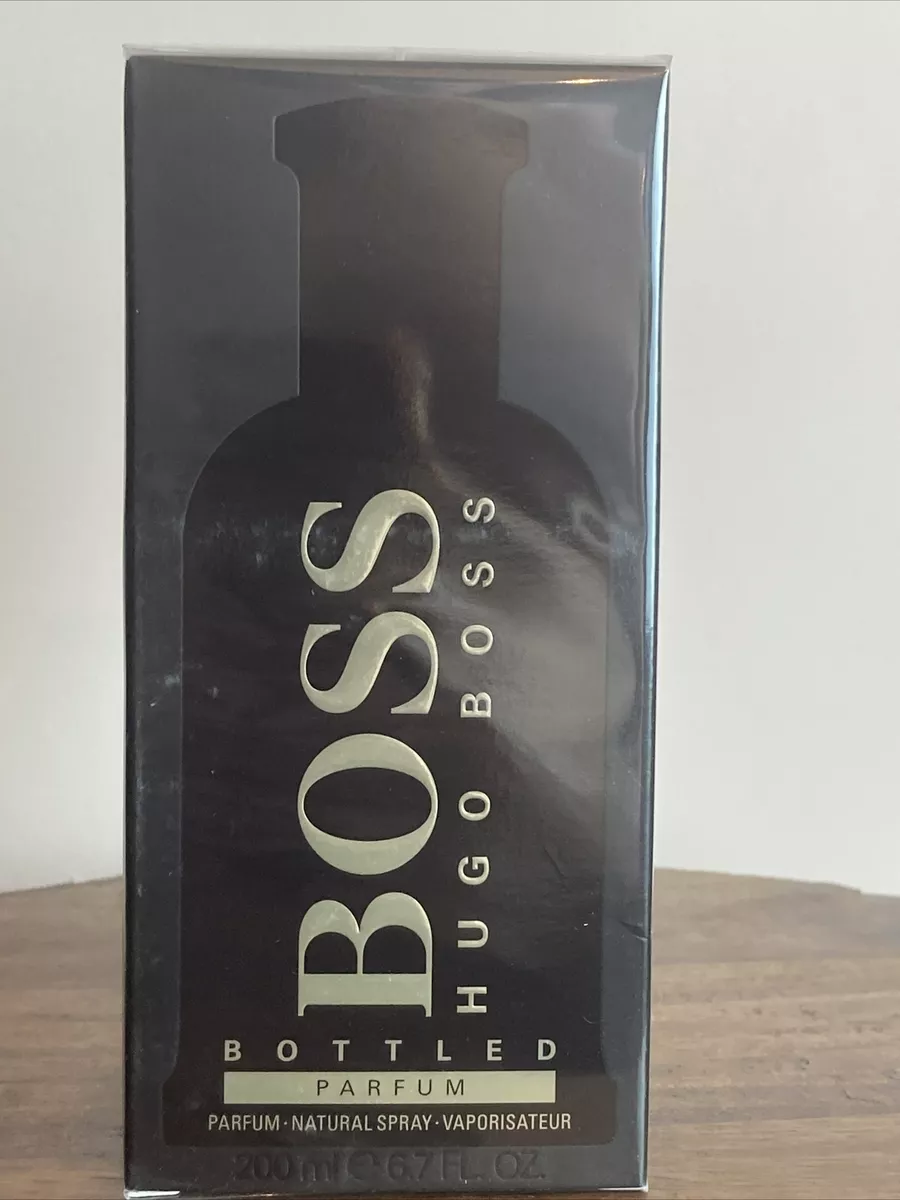 BOSS
HUGO BOSS
BOTTLED
PARFUM
PARFUM·NATURAL SPRAY·VAPORISATEUR
200 ml ℮ 6.7 FL. OZ.